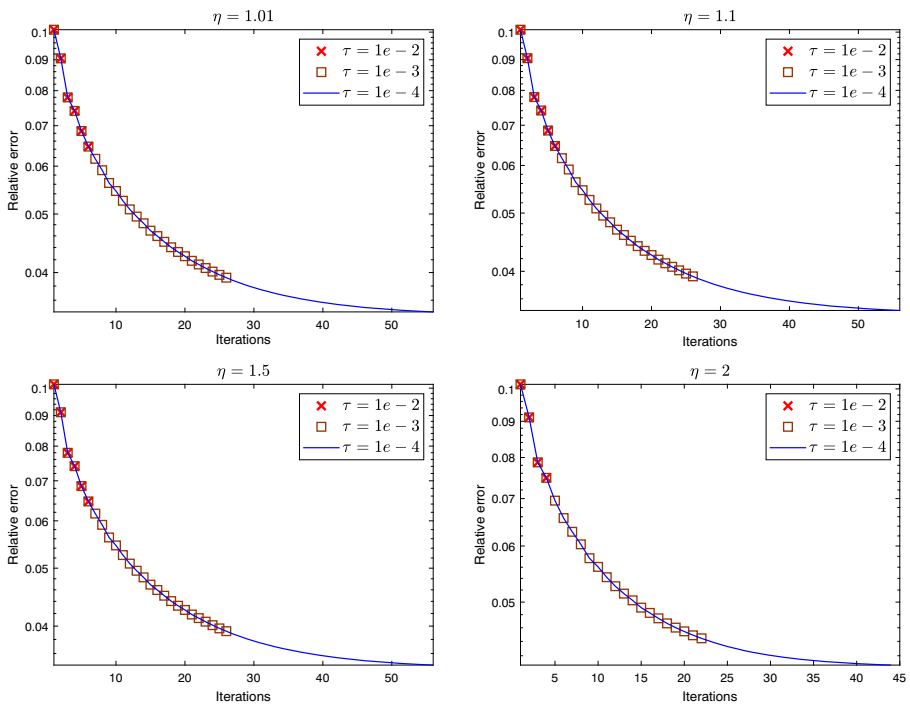 η = 1.01
Relative error
0.1
0.09
0.08
0.07
0.06
0.05
0.04
10 20 30 40 50
Iterations
τ = 1e − 2
τ = 1e − 3
τ = 1e − 4
η = 1.1
Relative error
0.1
0.09
0.08
0.07
0.06
0.05
0.04
10 20 30 40 50
Iterations
τ = 1e − 2
τ = 1e − 3
τ = 1e − 4
η = 1.5
Relative error
0.1
0.09
0.08
0.07
0.06
0.05
0.04
10 20 30 40 50
Iterations
τ = 1e − 2
τ = 1e − 3
τ = 1e − 4
η = 2
Relative error
0.1
0.09
0.08
0.07
0.06
0.05
5 10 15 20 25 30 35 40 45
Iterations
τ = 1e − 2
τ = 1e − 3
τ = 1e − 4